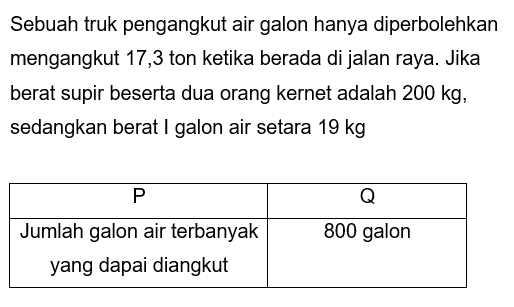 Sebuah truk pengangkut air galon hanya diperbolehkan
mengangkut 17,3 ton ketika berada di jalan raya. Jika
berat supir beserta dua orang kernet adalah 200 kg,
sedangkan berat I galon air setara 19 kg
P Q
Jumlah galon air terbanyak 800 galon
yang dapai diangkut